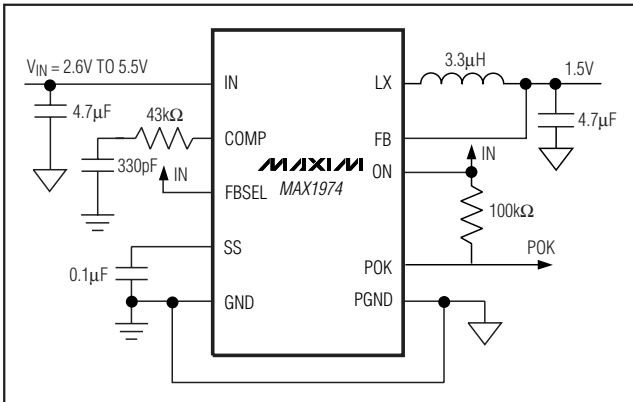 VIN = 2.6V TO 5.5V
4.7µF
43kΩ
330pF
IN
0.1µF
IN
COMP
FBSEL
SS
GND
MAXIM
MAX1974
LX
FB
ON
POK
PGND
3.3µH
1.5V
4.7µF
IN
100kΩ
POK